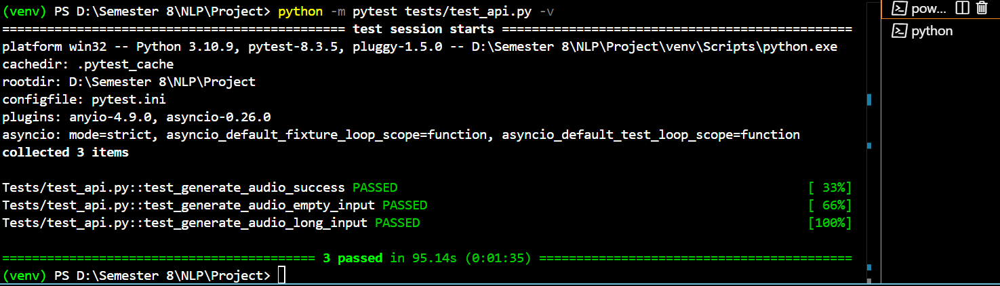 (venv) PS D:\Semester 8\NLP\Project> python -m pytest tests/test_api.py -v
============================================== test session starts ===============================================
platform win32 -- Python 3.10.9, pytest-8.3.5, pluggy-1.5.0 -- D:\Semester 8\NLP\Project\venv\Scripts\python.exe
cachedir: .pytest_cache
rootdir: D:\Semester 8\NLP\Project
configfile: pytest.ini
plugins: anyio-4.9.0, asyncio-0.26.0
asyncio: mode=strict, asyncio_default_fixture_loop_scope=function, asyncio_default_test_loop_scope=function
collected 3 items
Tests/test_api.py::test_generate_audio_success PASSED [ 33%]
Tests/test_api.py::test_generate_audio_empty_input PASSED [ 66%]
Tests/test_api.py::test_generate_audio_long_input PASSED [100%]
========================================== 3 passed in 95.14s (0:01:35) ==========================================
(venv) PS D:\Semester 8\NLP\Project>
pow...
python